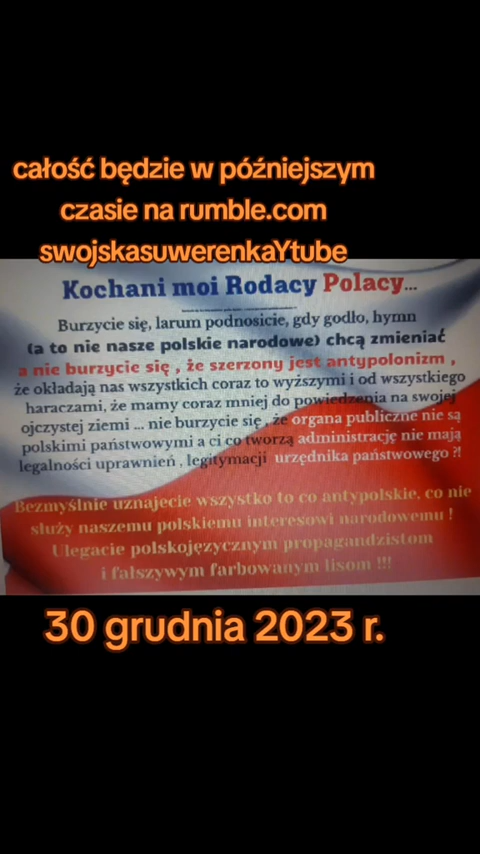 całość będzie w późniejszym
czasie na rumble.com
swojskasuwerenkaYtube
Kochani moi Rodacy Polacy...
Burzycie się, larum podnosicie, gdy godło, hymn
(a to nie nasze polskie narodowe) chcą zmieniać
a nie burzycie się , że szerzony jest antypolonizm ,
że okładają nas wszystkich coraz to wyższymi i od wszystkiego
haraczami, że mamy coraz mniej do powiedzenia na swojej
ojczystej ziemi ... nie burzycie się , że organa publiczne nie są
polskimi państwowymi a ci co tworzą administrację nie mają
legalności uprawnień , legitymacji urzędnika państwowego ?!
Bezmyślnie uznajecie wszystko to co antypolskie, co nie
służy naszemu polskiemu interesowi narodowemu !
Ulegacie polskojęzycznym propagandzistom
i fałszywym farbowanym lisom !!!
30 grudnia 2023 r.